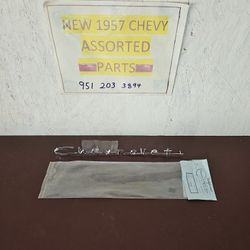 NEW 1957 CHEVY
ASSORTED
PARTS
951 203 3894
Chevrolet